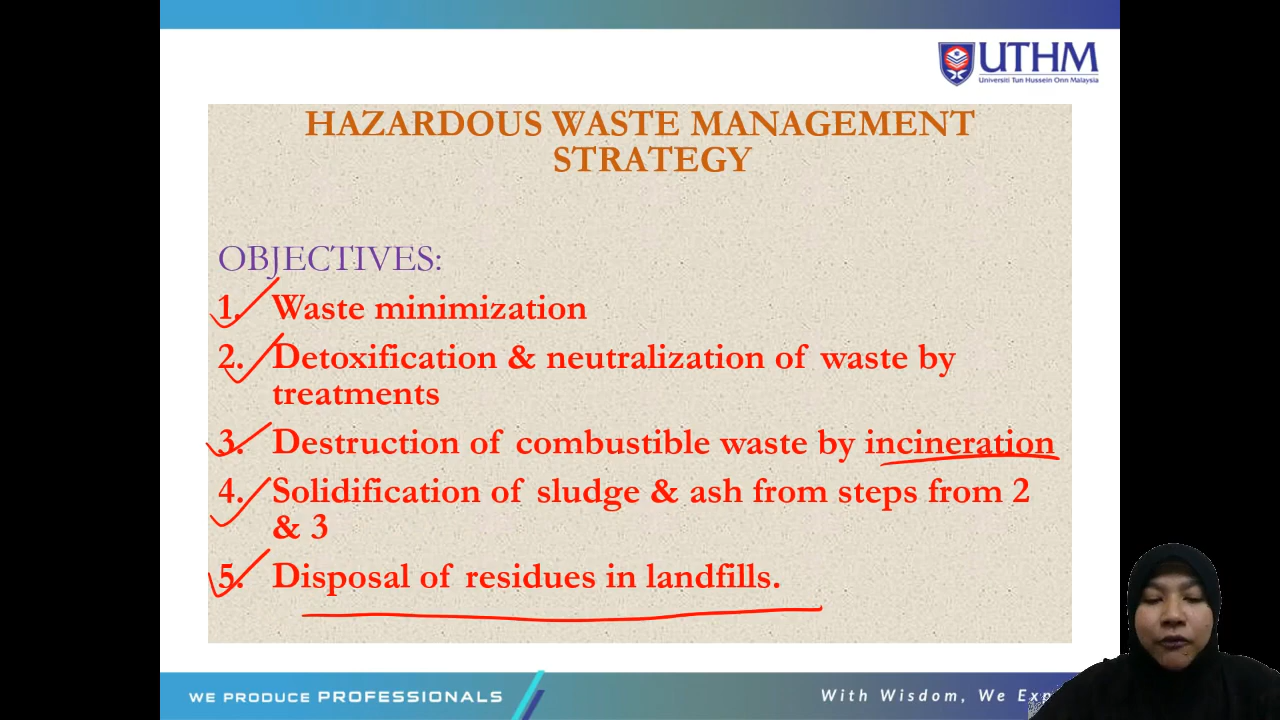 UTHM
Universiti Tun Hussein Onn Malaysia
HAZARDOUS WASTE MANAGEMENT
STRATEGY
OBJECTIVES:
1. Waste minimization
2. Detoxification & neutralization of waste by
treatments
3. Destruction of combustible waste by incineration
4. Solidification of sludge & ash from steps from 2
& 3
5. Disposal of residues in landfills.
WE PRODUCE PROFESSIONALS
With Wisdom, We